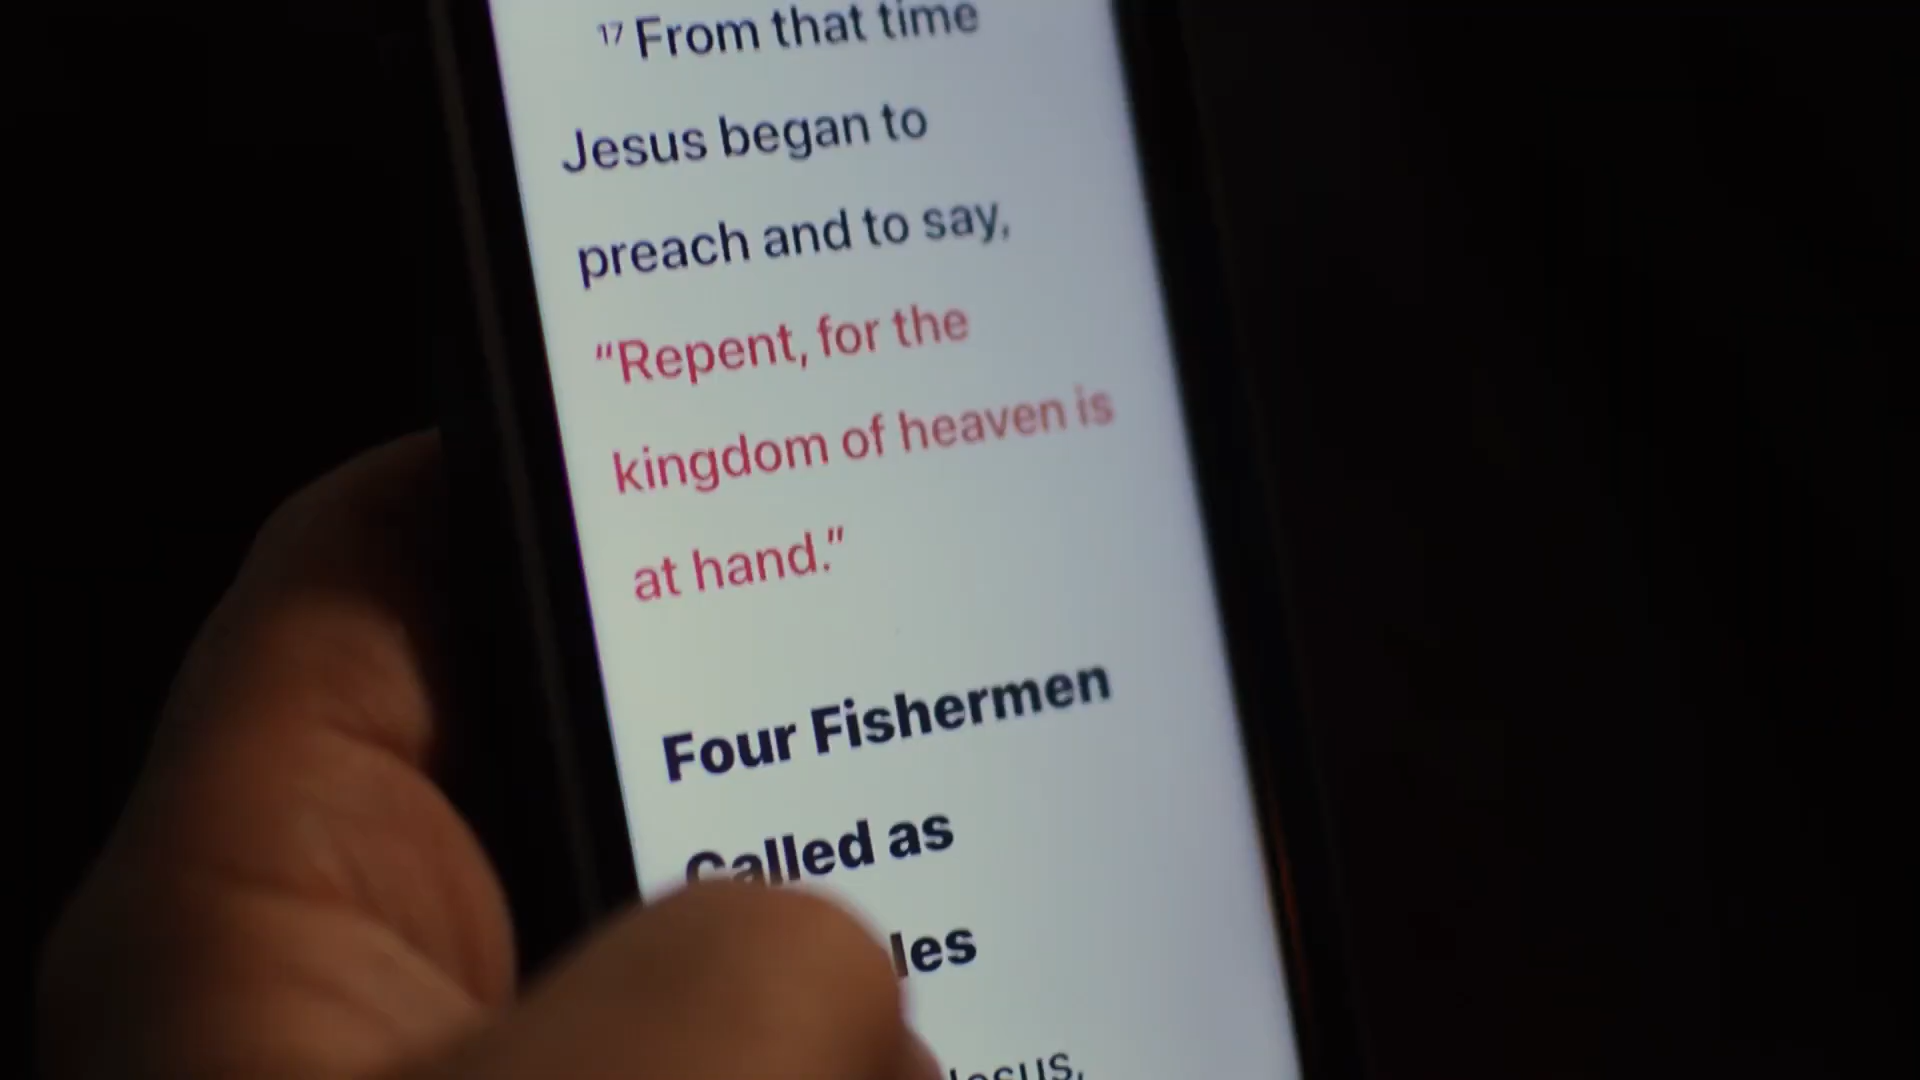 17 From that time
Jesus began to
preach and to say,
“Repent, for the
kingdom of heaven is
at hand.”
Four Fishermen
Called as